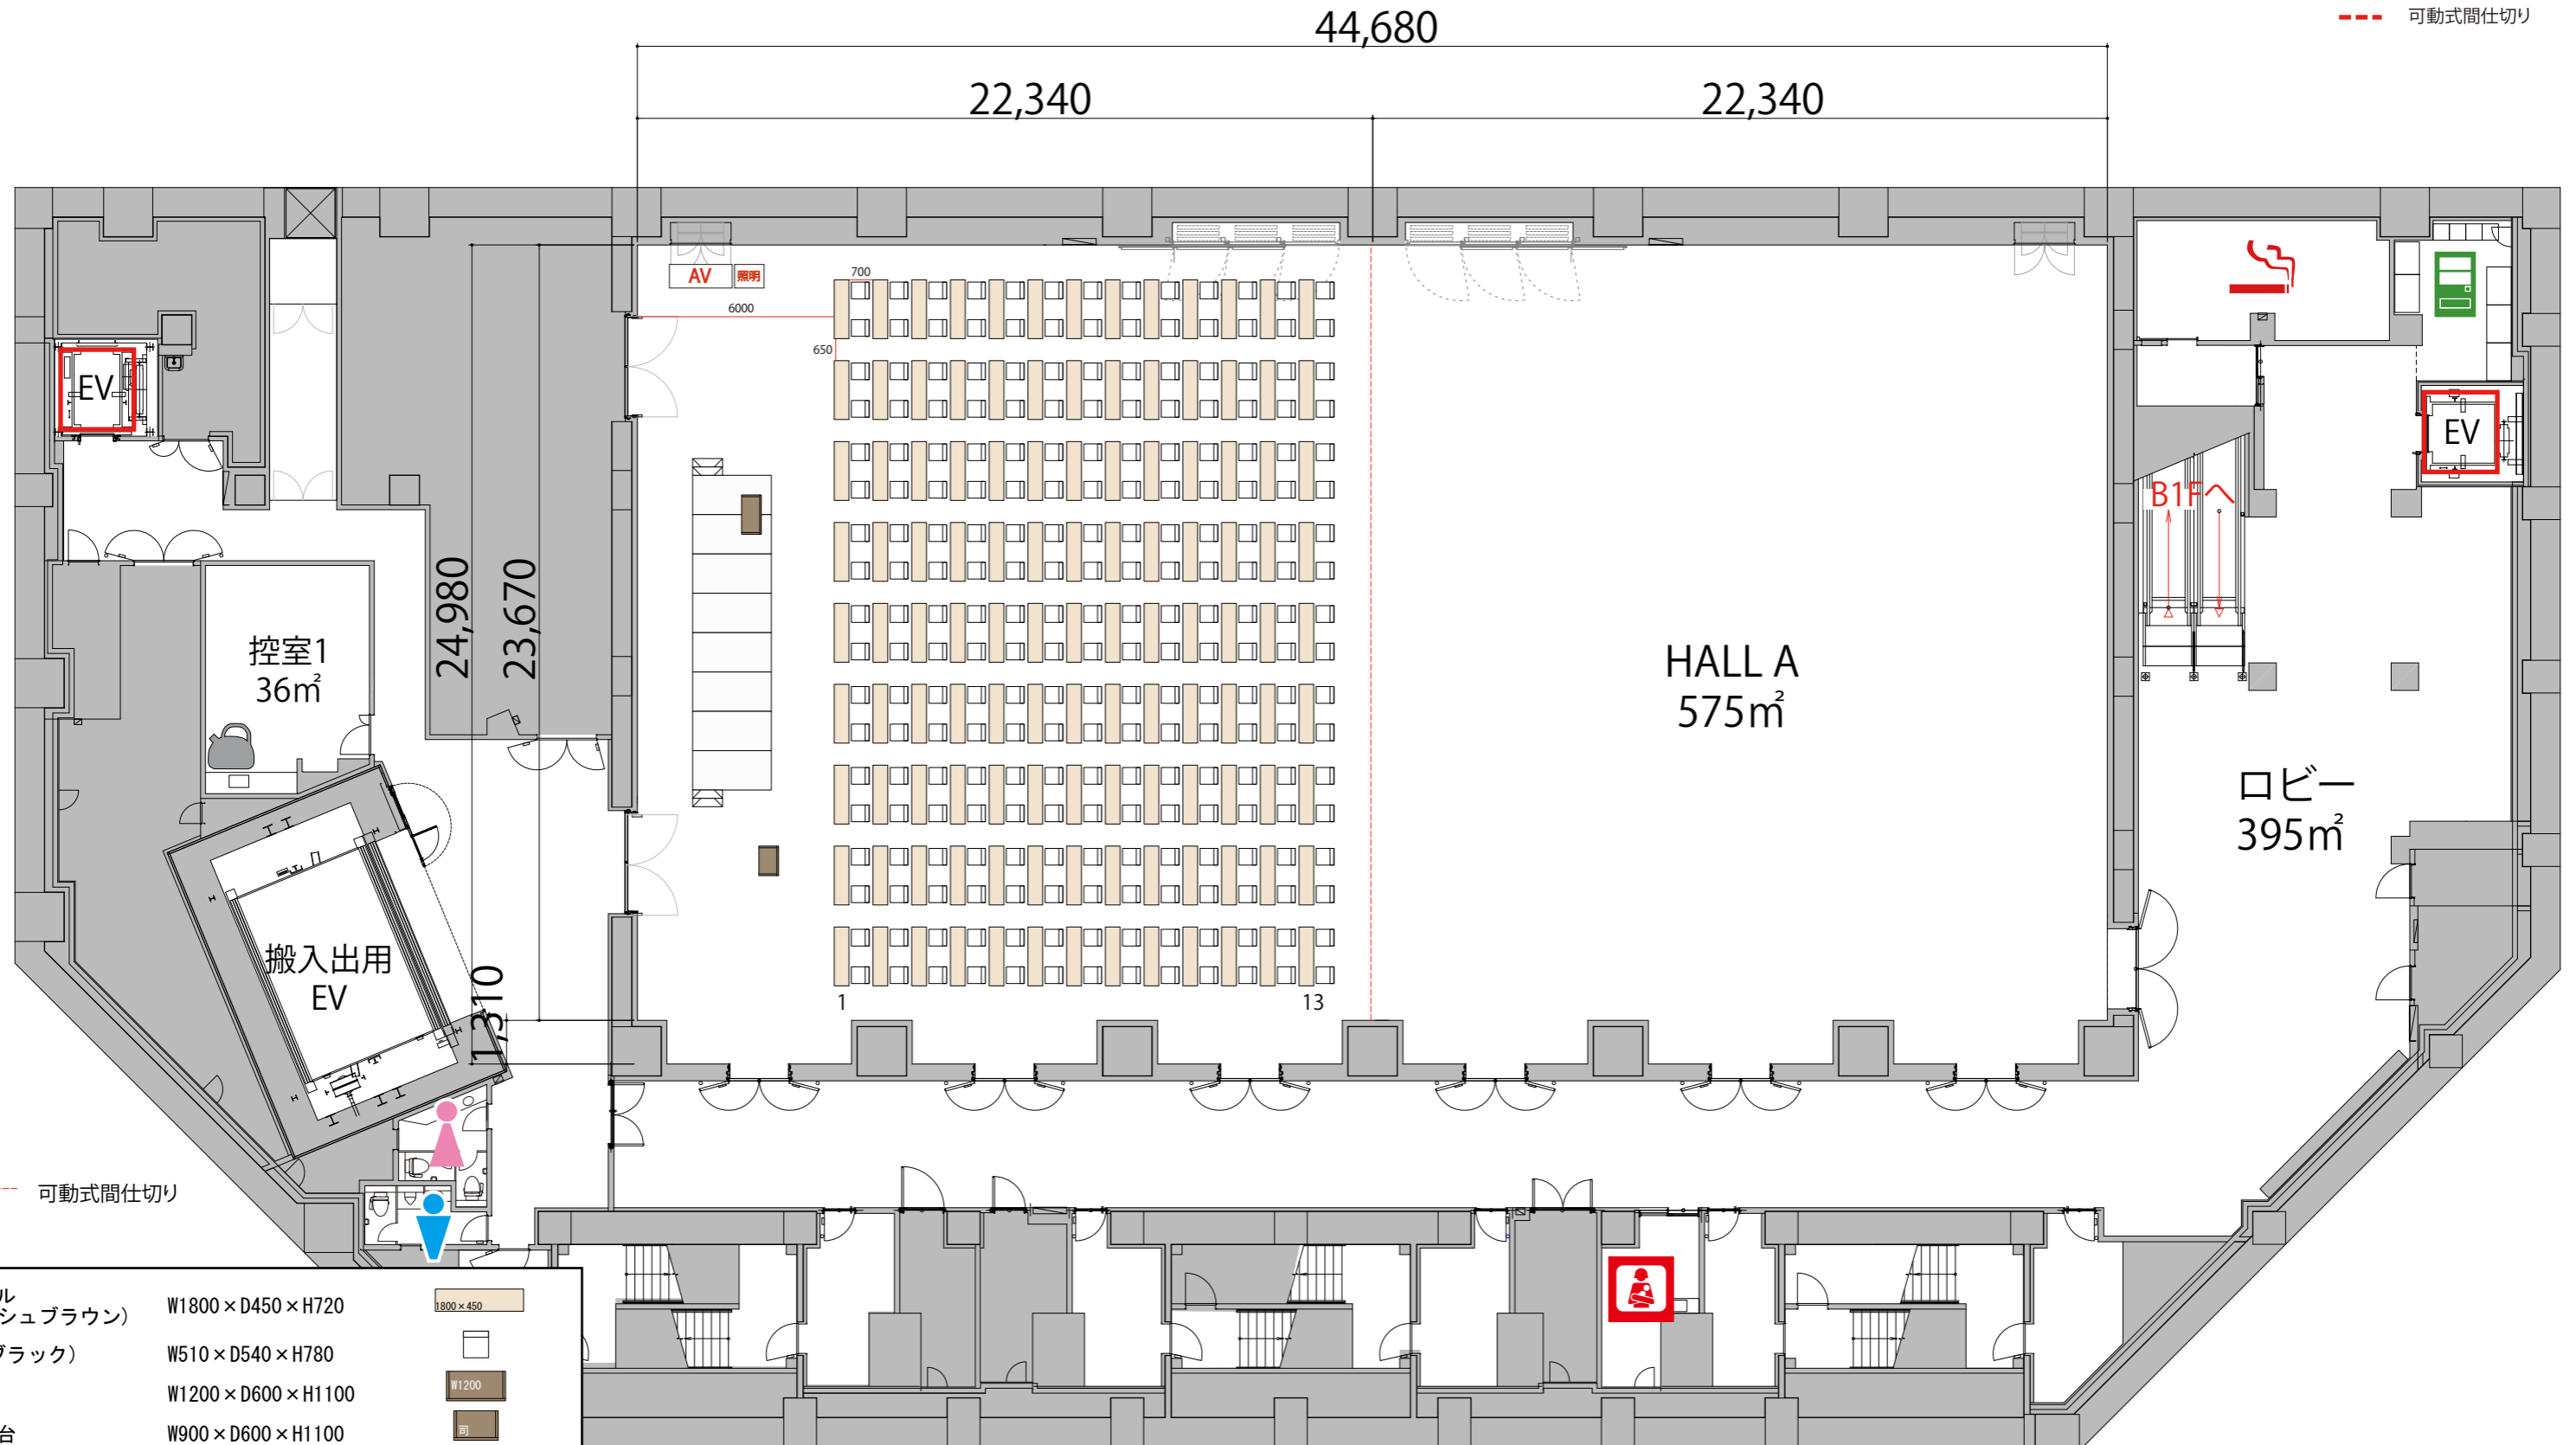 44,680
可動式間仕切り
22,340
22,340
AV
照明
700
6000
650
EV
EV
B1Fへ
24,980
23,670
控室1
36㎡
HALL A
575㎡
ロビー
395㎡
搬入出用
EV
1,310
1
13
可動式間仕切り
ル
シュブラウン)
W1800×D450×H720
1800×450
ブラック)
W510×D540×H780
W1200×D600×H1100
W1200
台
W900×D600×H1100
司